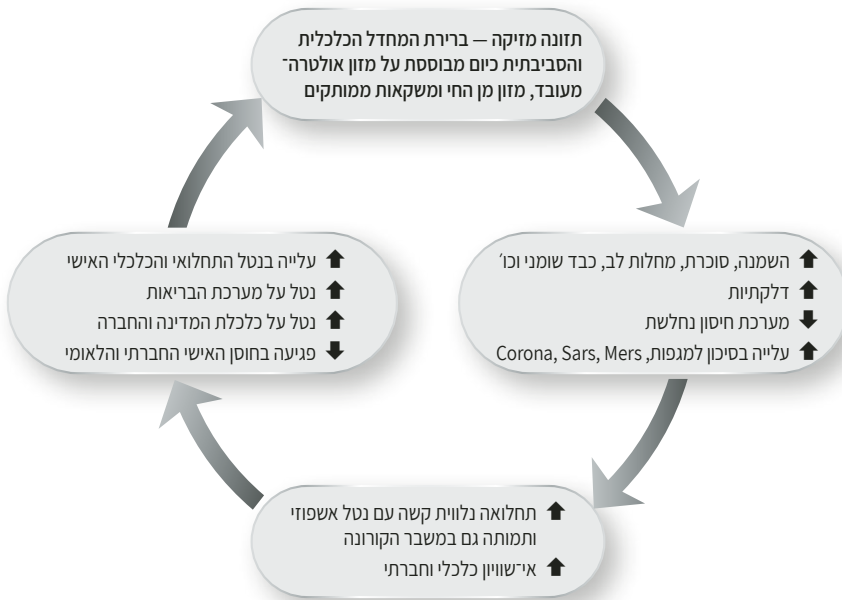 תזונה מזיקה — ברירת המחדל הכלכלית
והסביבתית כיום מבוססת על מזון אולטרה־
מעובד, מזון מן החי ומשקאות ממותקים
השמנה, סוכרת, מחלות לב, כבד שומני וכו׳
דלקתיות
מערכת חיסון נחלשת
עלייה בסיכון למגפות, Corona, Sars, Mers
תחלואה נלווית קשה עם נטל אשפוזי
ותמותה גם במשבר הקורונה
אי־שוויון כלכלי וחברתי
עלייה בנטל התחלואי והכלכלי האישי
נטל על מערכת הבריאות
נטל על כלכלת המדינה והחברה
פגיעה בחוסן האישי החברתי והלאומי